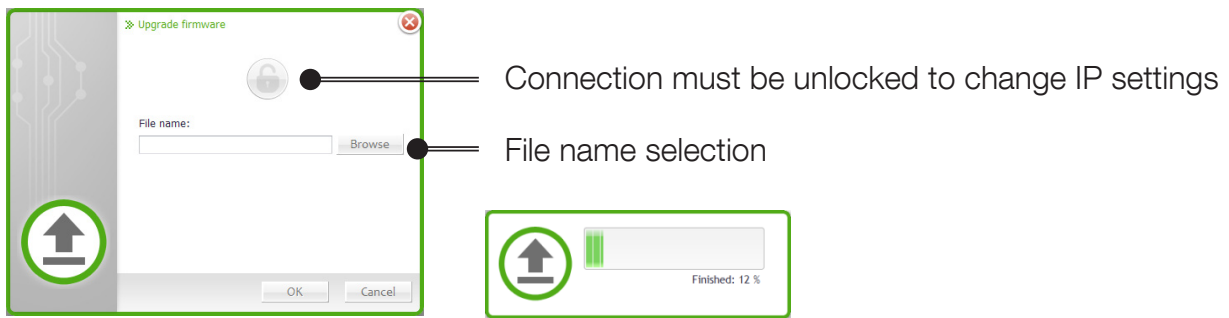 Upgrade firmware
Connection must be unlocked to change IP settings
File name:
Browse
File name selection
Finished: 12 %
OK
Cancel